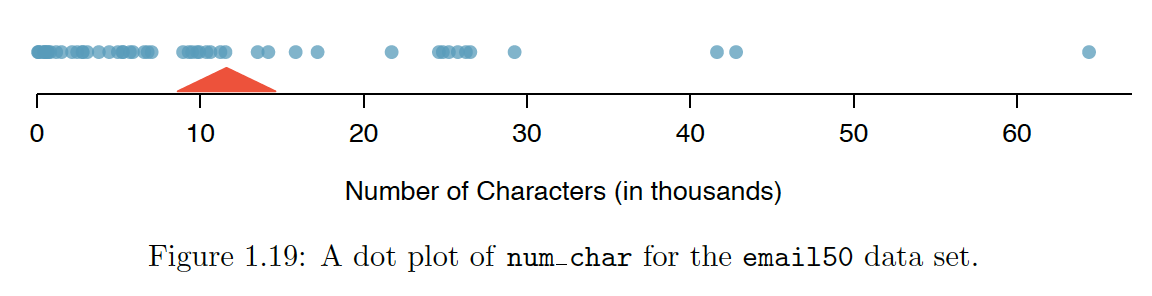 0 10 20 30 40 50 60
Number of Characters (in thousands)
Figure 1.19: A dot plot of num_char for the email50 data set.